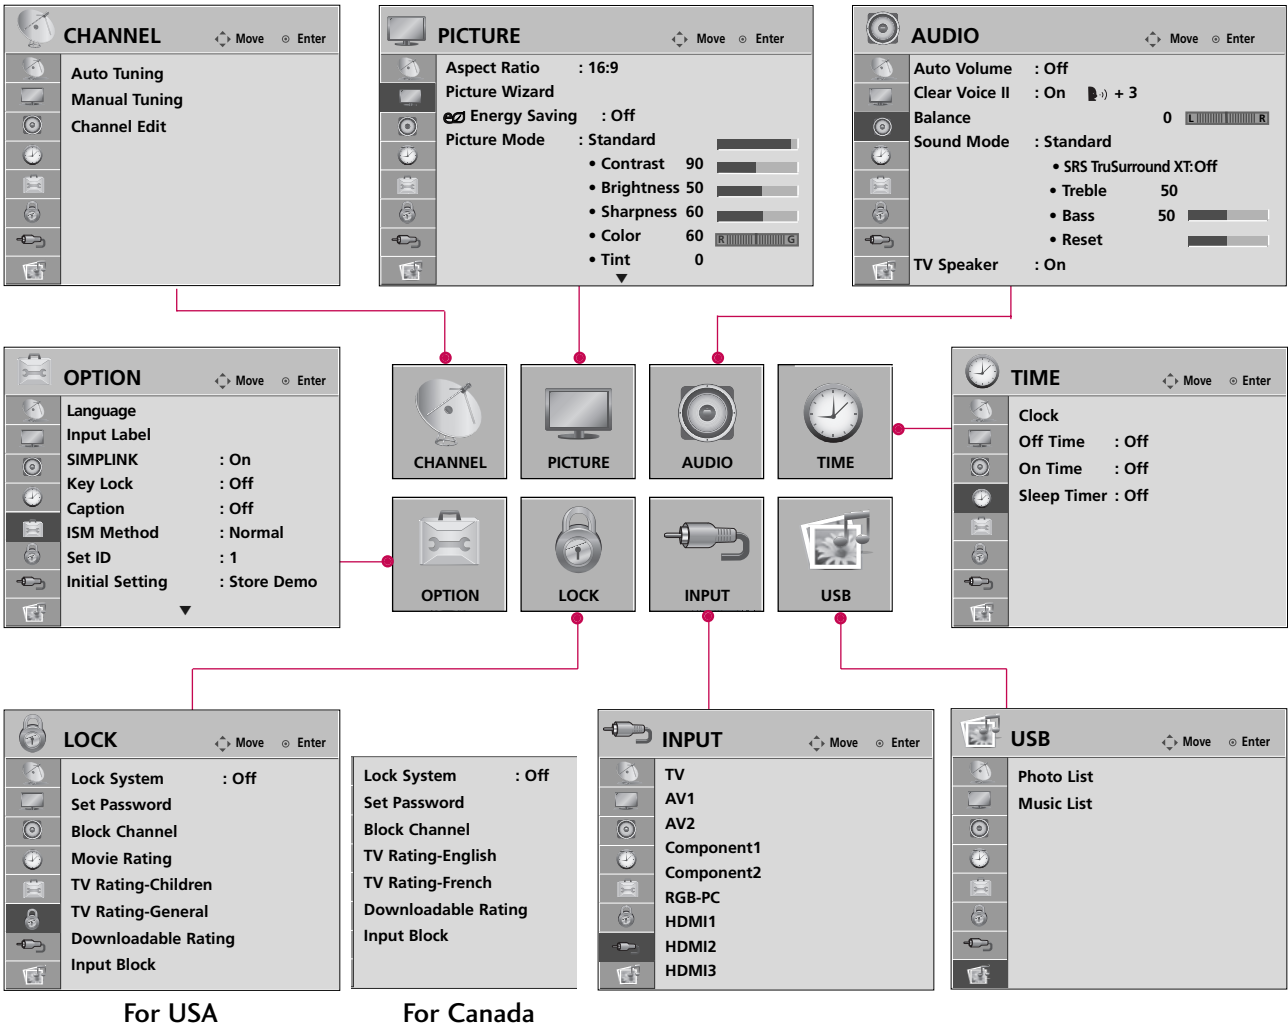 CHANNEL Move Enter
Auto Tuning
Manual Tuning
Channel Edit
PICTURE Move Enter
Aspect Ratio : 16:9
Picture Wizard
eco Energy Saving : Off
Picture Mode : Standard
• Contrast 90
• Brightness 50
• Sharpness 60
• Color 60 R G
• Tint 0
▼
AUDIO Move Enter
Auto Volume : Off
Clear Voice II : On + 3
Balance 0 L R
Sound Mode : Standard
• SRS TruSurround XT:Off
• Treble 50
• Bass 50
• Reset
TV Speaker : On
OPTION Move Enter
Language
Input Label
SIMPLINK : On
Key Lock : Off
Caption : Off
ISM Method : Normal
Set ID : 1
Initial Setting : Store Demo
▼
CHANNEL
PICTURE
AUDIO
TIME
OPTION
LOCK
INPUT
USB
TIME Move Enter
Clock
Off Time : Off
On Time : Off
Sleep Timer : Off
LOCK Move Enter
Lock System : Off
Set Password
Block Channel
Movie Rating
TV Rating-Children
TV Rating-General
Downloadable Rating
Input Block
For USA
Lock System : Off
Set Password
Block Channel
TV Rating-English
TV Rating-French
Downloadable Rating
Input Block
For Canada
INPUT Move Enter
TV
AV1
AV2
Component1
Component2
RGB-PC
HDMI1
HDMI2
HDMI3
USB Move Enter
Photo List
Music List